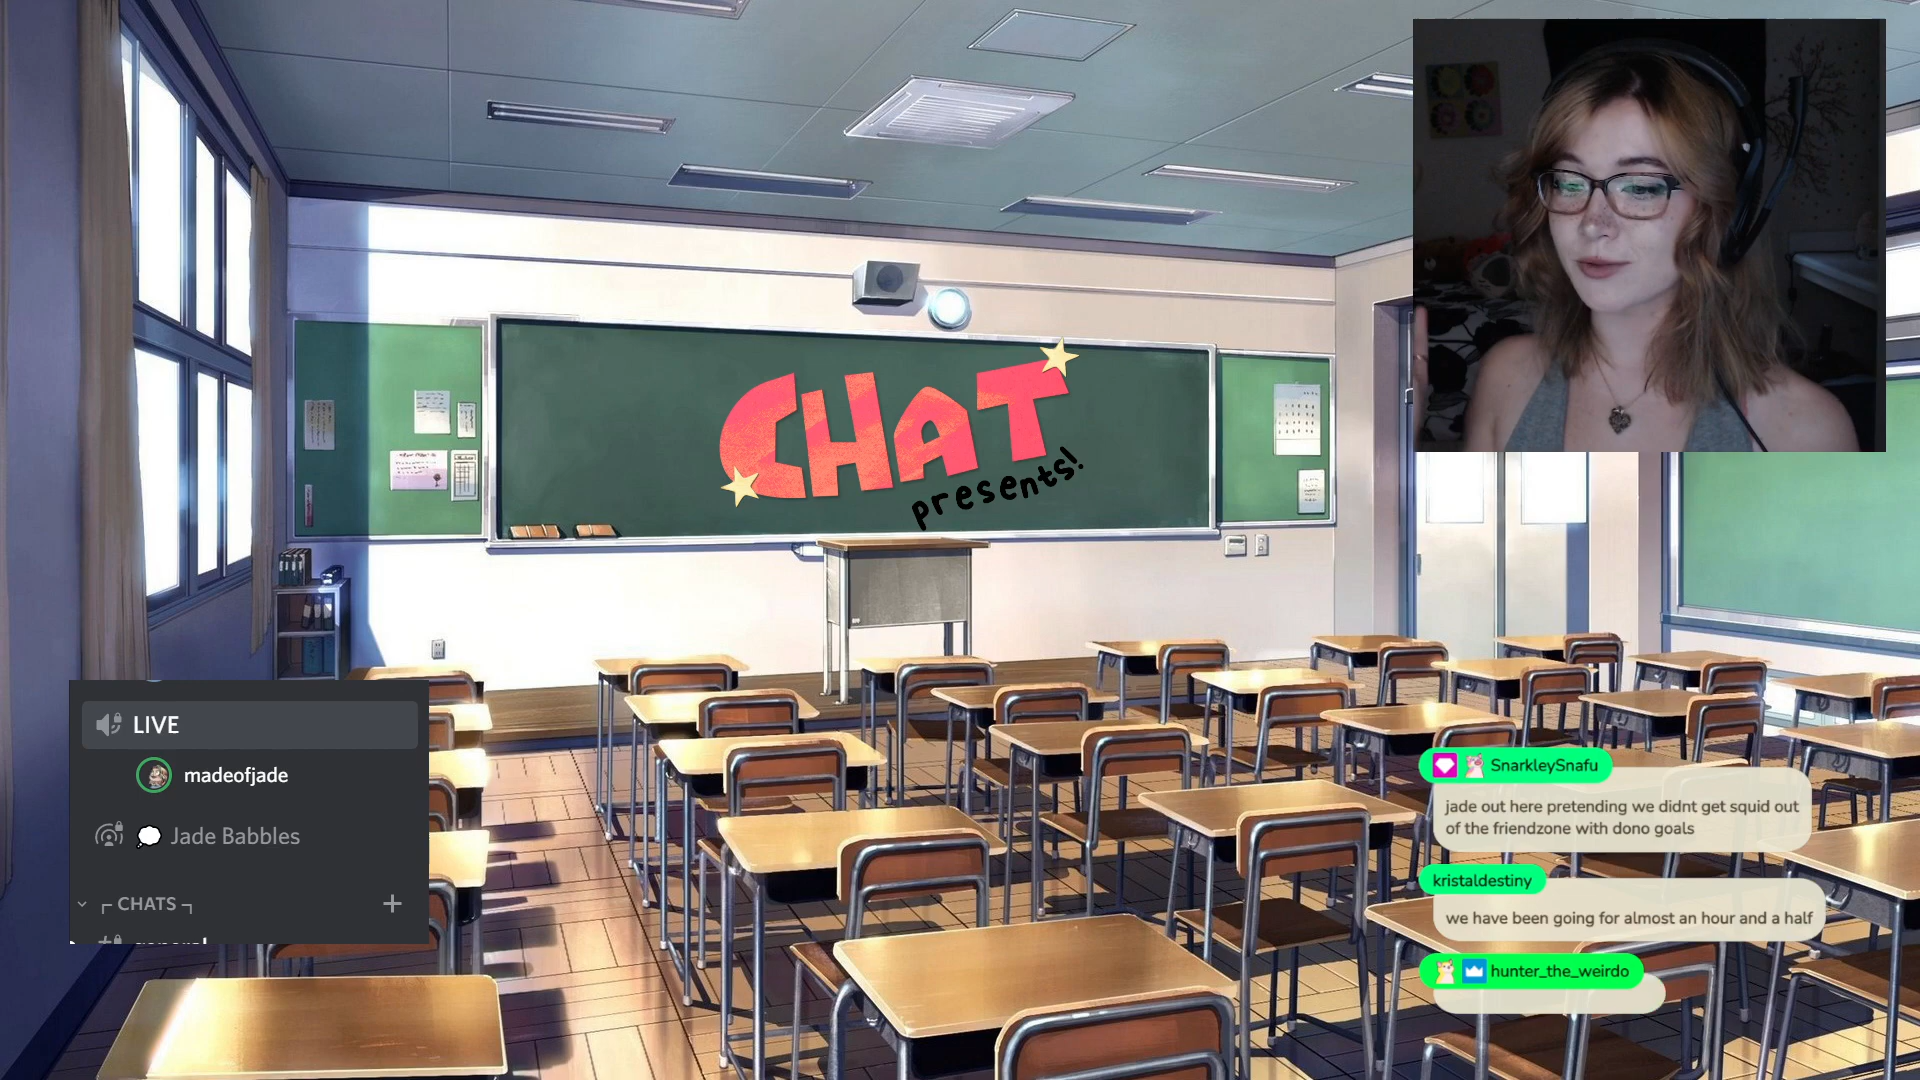 CHAT
presents!
LIVE
madeofjade
Jade Babbles
CHATS
SnarkleySnafu
jade out here pretending we didnt get squid out
of the friendzone with dono goals
kristaldestiny
we have been going for almost an hour and a half
hunter_the_weirdo